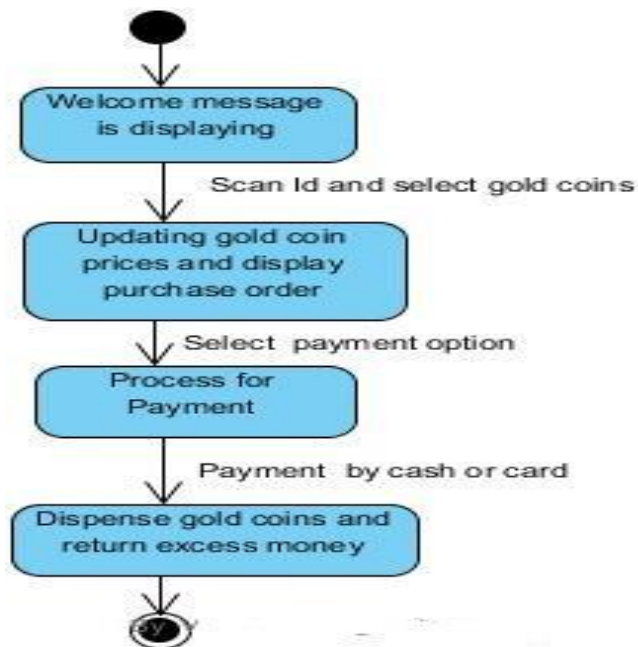 Welcome message
is displaying
Scan Id and select gold coins
Updating gold coin
prices and display
purchase order
Select payment option
Process for
Payment
Payment by cash or card
Dispense gold coins and
return excess money